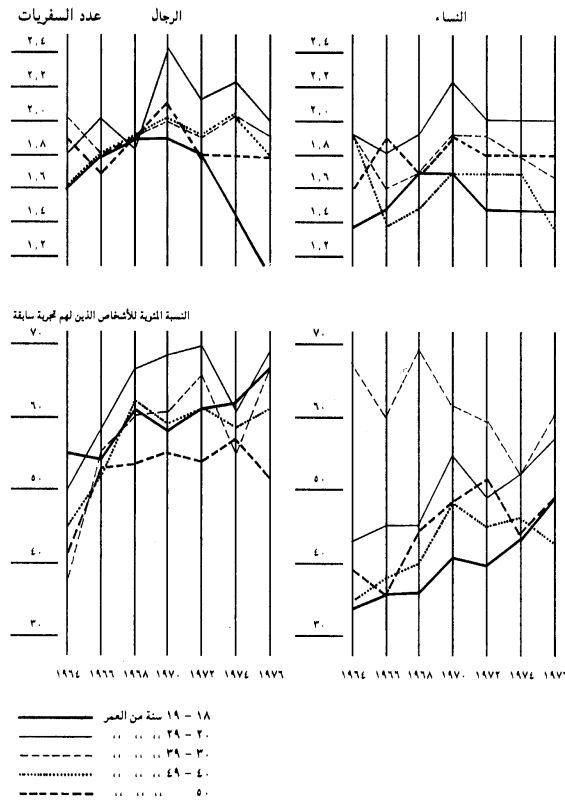 عدد السفريات
الرجال
النساء
٢,٤
٢,٢
٢,٠
١,٨
١,٦
١,٤
١,٢
٢,٤
٢,٢
٢,٠
١,٨
١,٦
١,٤
١,٢
النسبة المئوية للأشخاص الذين لهم تجربة سابقة
٧٠
٦٠
٥٠
٤٠
٣٠
٧٠
٦٠
٥٠
٤٠
٣٠
١٩٦٤ ١٩٦٦ ١٩٦٨ ١٩٧٠ ١٩٧٢ ١٩٧٤ ١٩٧٦
١٩٦٤ ١٩٦٦ ١٩٦٨ ١٩٧٠ ١٩٧٢ ١٩٧٤ ١٩٧٦
١٨ - ١٩ سنة من العمر
٢٠ - ٢٩ ,, ,, ,,
٣٠ - ٣٩ ,, ,, ,,
٤٠ - ٤٩ ,, ,, ,,
٥٠ ,, ,, ,,